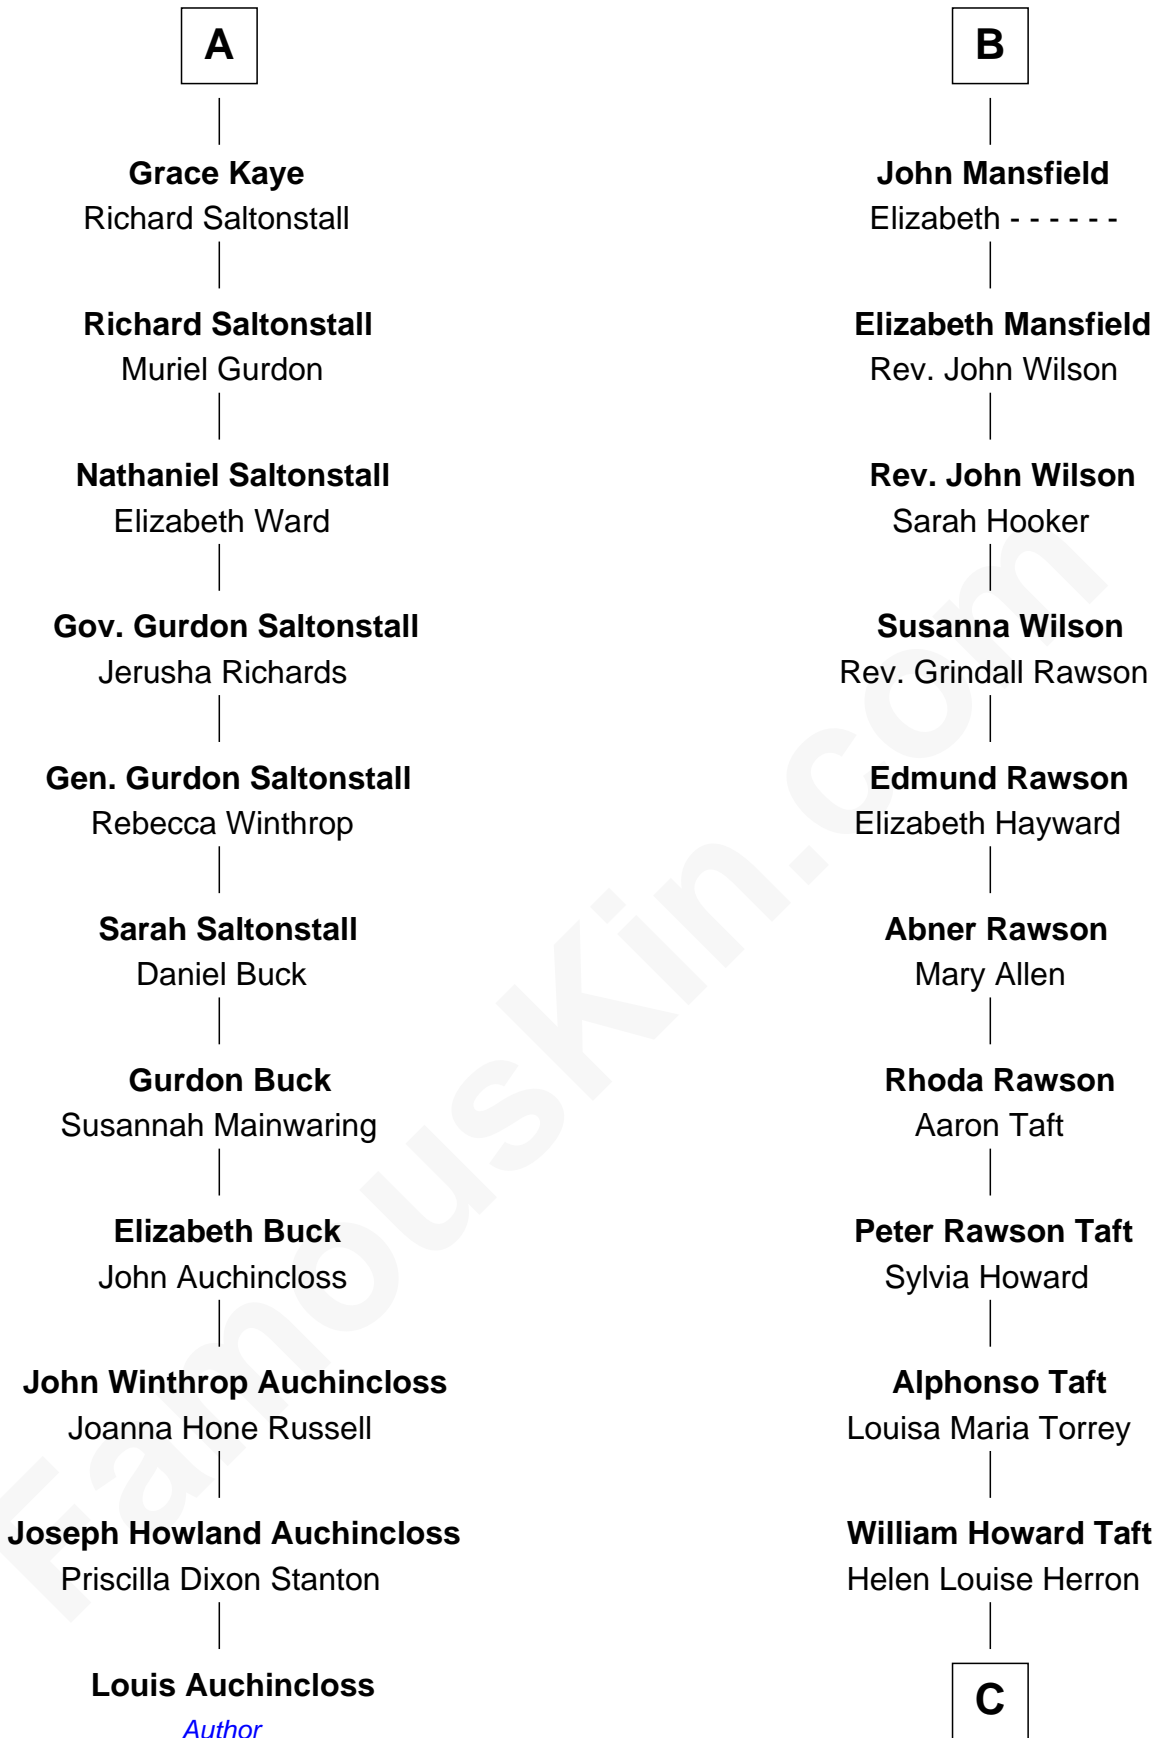 A
Grace Kaye
Richard Saltonstall
Richard Saltonstall
Muriel Gurdon
Nathaniel Saltonstall
Elizabeth Ward
Gov. Gurdon Saltonstall
Jerusha Richards
Gen. Gurdon Saltonstall
Rebecca Winthrop
Sarah Saltonstall
Daniel Buck
Gurdon Buck
Susannah Mainwaring
Elizabeth Buck
John Auchincloss
John Winthrop Auchincloss
Joanna Hone Russell
Joseph Howland Auchincloss
Priscilla Dixon Stanton
Louis Auchincloss
Author
B
John Mansfield
Elizabeth - - - - - -
Elizabeth Mansfield
Rev. John Wilson
Rev. John Wilson
Sarah Hooker
Susanna Wilson
Rev. Grindall Rawson
Edmund Rawson
Elizabeth Hayward
Abner Rawson
Mary Allen
Rhoda Rawson
Aaron Taft
Peter Rawson Taft
Sylvia Howard
Alphonso Taft
Louisa Maria Torrey
William Howard Taft
Helen Louise Herron
C
FamousKin.com